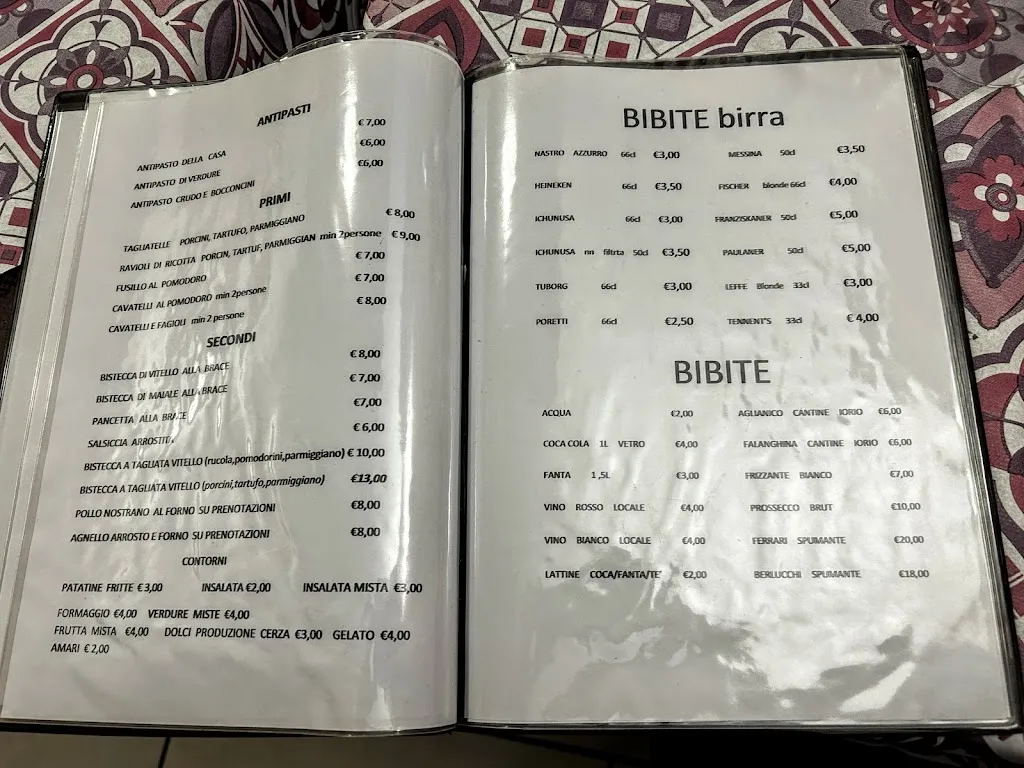 ANTIPASTI
ANTIPASTO DELLA CASA €7,00
ANTIPASTO DI VERDURE €6,00
ANTIPASTO CRUDO E BOCCONCINI €6,00
PRIMI
TAGLIATELLE PORCINI, TARTUFO, PARMIGGIANO € 8,00
RAVIOLI DI RICOTTA PORCIN, TARTUF, PARMIGGIAN min 2persone € 9,00
FUSILLO AL POMODORO € 7,00
CAVATELLI AL POMODORO min 2persone € 7,00
CAVATELLI E FAGIOLI min 2 persone € 8,00
SECONDI
BISTECCA DI VITELLO ALLA BRACE € 8,00
BISTECCA DI MAIALE ALLA BRACE € 7,00
PANCETTA ALLA BRACE €7,00
SALSICCIA ARROSTITA € 6,00
BISTECCA A TAGLIATA VITELLO (rucola,pomodorini,parmiggiano) € 10,00
BISTECCA A TAGLIATA VITELLO (porcini,tartufo,parmiggiano) €13,00
POLLO NOSTRANO AL FORNO SU PRENOTAZIONI €8,00
AGNELLO ARROSTO E FORNO SU PRENOTAZIONI €8,00
CONTORNI
PATATINE FRITTE €3,00 INSALATA €2,00 INSALATA MISTA €3,00
FORMAGGIO €4,00 VERDURE MISTE €4,00
FRUTTA MISTA €4,00 DOLCI PRODUZIONE CERZA €3,00 GELATO €4,00
AMARI € 2,00
BIBITE birra
NASTRO AZZURRO 66cl €3,00 MESSINA 50cl €3,50
HEINEKEN 66cl €3,50 FISCHER blonde 66cl €4,00
ICHUNUSA 66cl €3,00 FRANZISKANER 50cl €5,00
ICHUNUSA nn filtrta 50cl €3,50 PAULANER 50cl €5,00
TUBORG 66cl €3,00 LEFFE Blonde 33cl €3,00
PORETTI 66cl €2,50 TENNENT'S 33cl € 4,00
BIBITE
ACQUA €2,00 AGLIANICO CANTINE IORIO €6,00
COCA COLA 1L VETRO €4,00 FALANGHINA CANTINE IORIO €6,00
FANTA 1,5L €3,00 FRIZZANTE BIANCO €7,00
VINO ROSSO LOCALE €4,00 PROSSECCO BRUT €10,00
VINO BIANCO LOCALE €4,00 FERRARI SPUMANTE €20,00
LATTINE COCA/FANTA/TE' €2,00 BERLUCCHI SPUMANTE €18,00